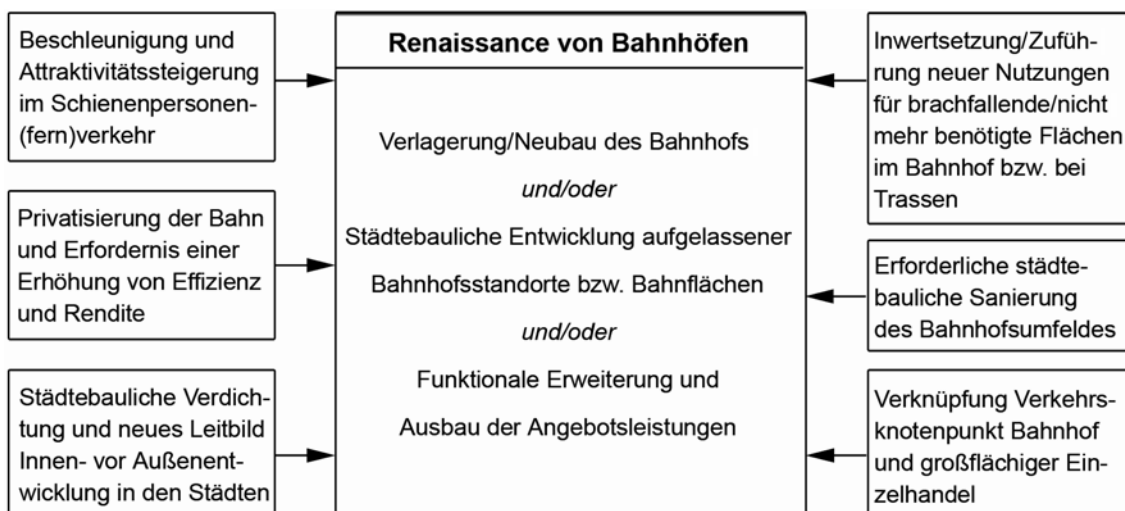 Beschleunigung und
Attraktivitätssteigerung
im Schienenpersonen-
(fern)verkehr
Privatisierung der Bahn
und Erfordernis einer
Erhöhung von Effizienz
und Rendite
Städtebauliche Verdich-
tung und neues Leitbild
Innen- vor Außenent-
wicklung in den Städten
Renaissance von Bahnhöfen
Verlagerung/Neubau des Bahnhofs
und/oder
Städtebauliche Entwicklung aufgelassener
Bahnhofsstandorte bzw. Bahnflächen
und/oder
Funktionale Erweiterung und
Ausbau der Angebotsleistungen
Inwertsetzung/Zufüh-
rung neuer Nutzungen
für brachfallende/nicht
mehr benötigte Flächen
im Bahnhof bzw. bei
Trassen
Erforderliche städte-
bauliche Sanierung
des Bahnhofsumfeldes
Verknüpfung Verkehrs-
knotenpunkt Bahnhof
und großflächiger Ein-
zelhandel